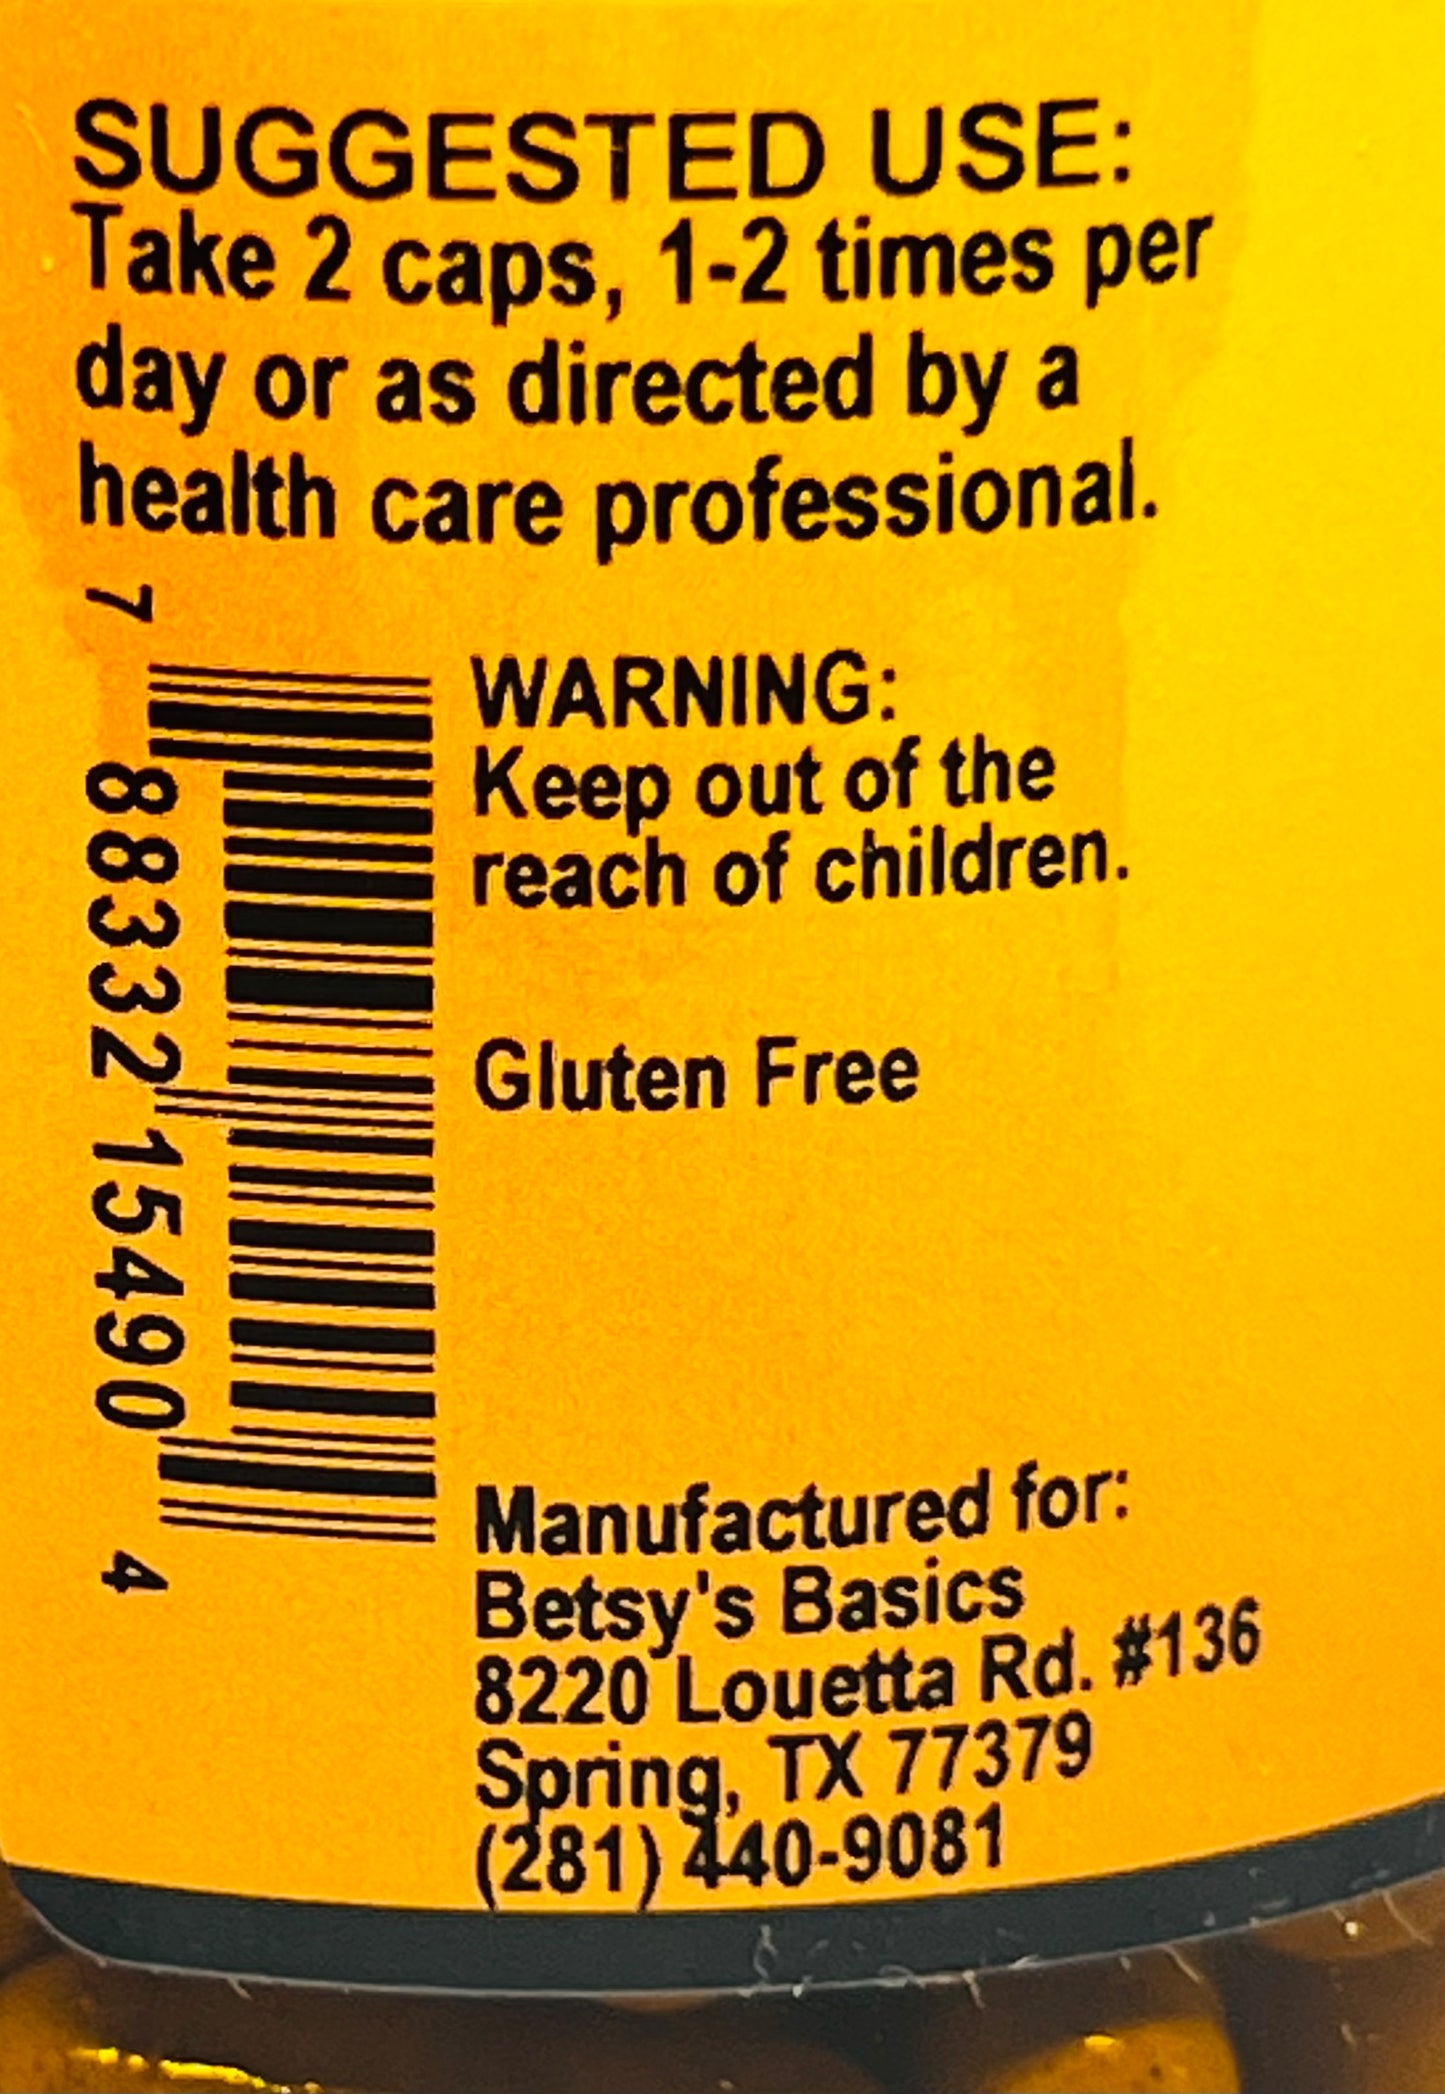 SUGGESTED USE:
Take 2 caps, 1-2 times per
day or as directed by a
health care professional.
7 88332 15490 4
WARNING:
Keep out of the
reach of children.
Gluten Free
Manufactured for:
Betsy's Basics
8220 Louetta Rd. #136
Spring, TX 77379
(281) 440-9081